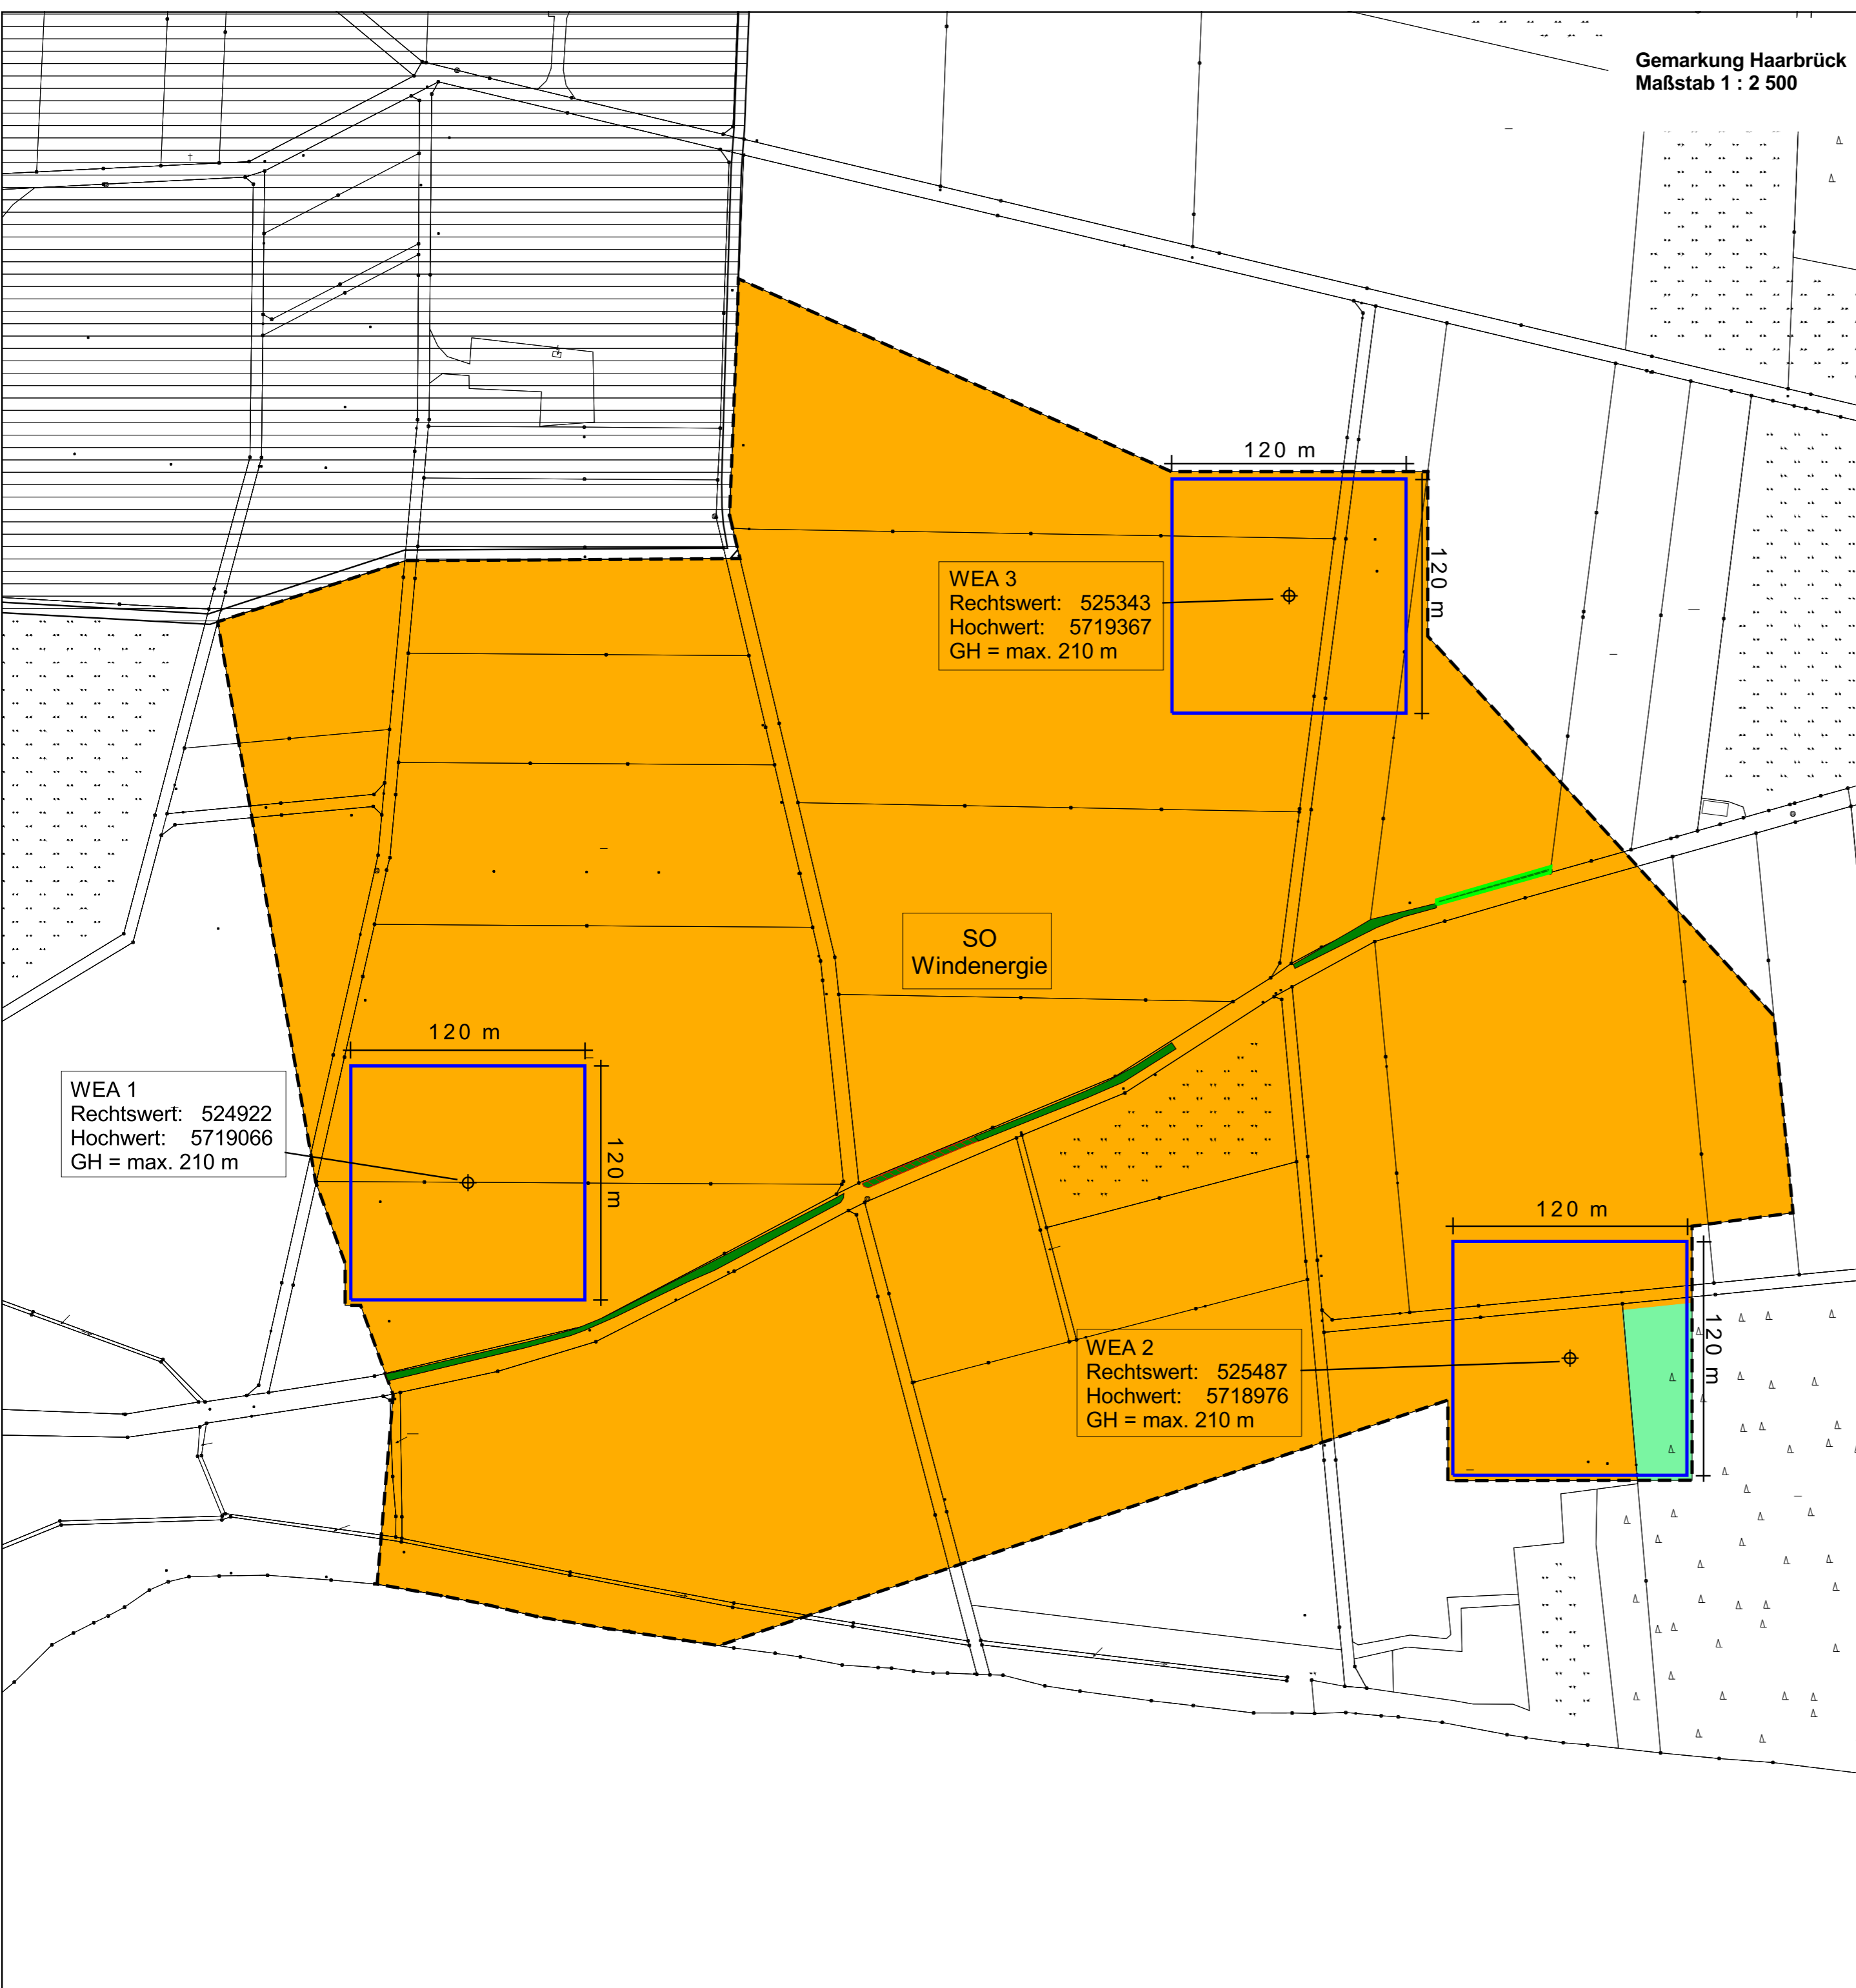 Gemarkung Haarbrück
Maßstab 1 : 2 500
120 m
120 m
WEA 3
Rechtswert: 525343
Hochwert: 5719367
GH = max. 210 m
SO
Windenergie
120 m
120 m
WEA 1
Rechtswert: 524922
Hochwert: 5719066
GH = max. 210 m
120 m
120 m
WEA 2
Rechtswert: 525487
Hochwert: 5718976
GH = max. 210 m